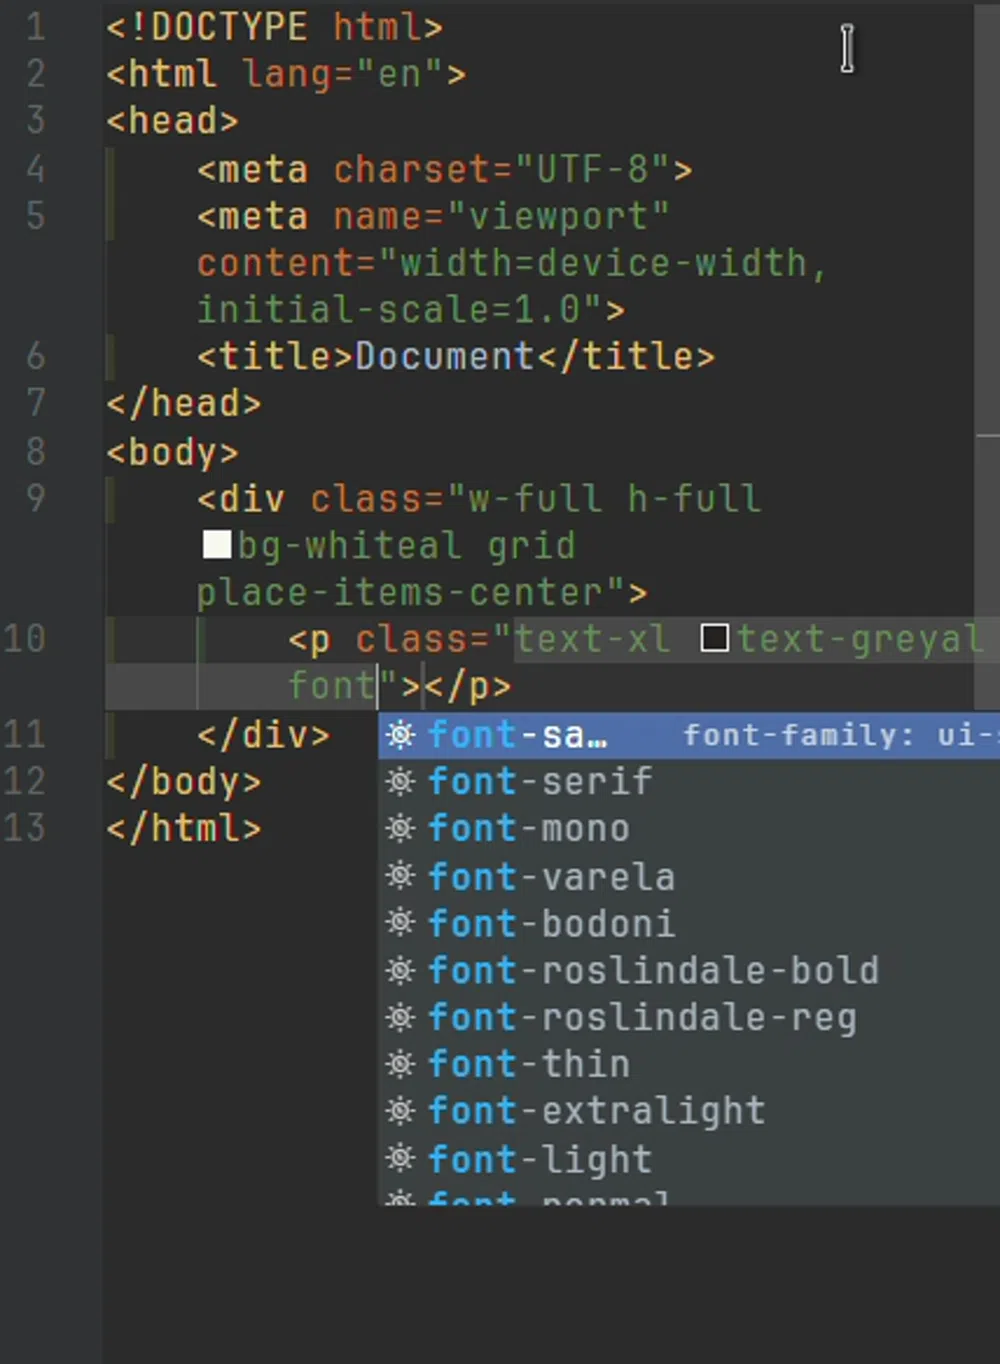 1 <!DOCTYPE html>
2 <html lang="en">
3 <head>
4 <meta charset="UTF-8">
5 <meta name="viewport"
content="width=device-width,
initial-scale=1.0">
6 <title>Document</title>
7 </head>
8 <body>
9 <div class="w-full h-full
bg-whiteal grid
place-items-center">
10 <p class="text-xl text-greyal
font"></p>
11 </div>
font-sa… font-family: ui-
12 </body>
font-serif
13 </html>
font-mono
font-varela
font-bodoni
font-roslindale-bold
font-roslindale-reg
font-thin
font-extralight
font-light
font-normal